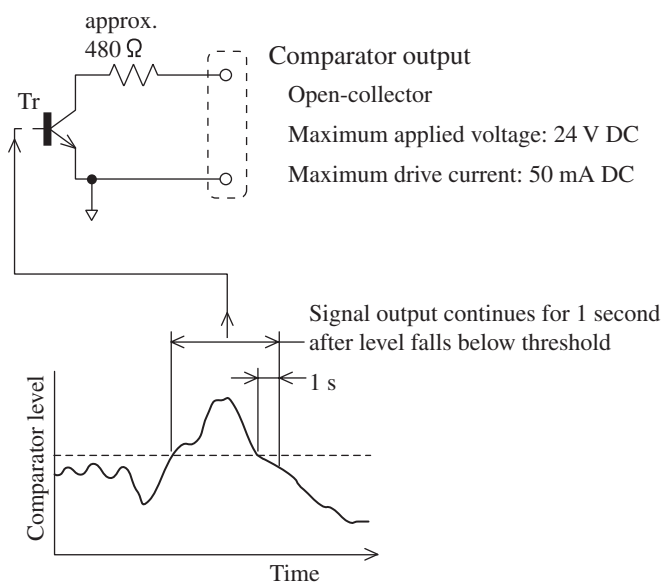 approx.
480 Ω
Comparator output
Tr
Open-collector
Maximum applied voltage: 24 V DC
Maximum drive current: 50 mA DC
Signal output continues for 1 second
after level falls below threshold
1 s
Comparator level
Time